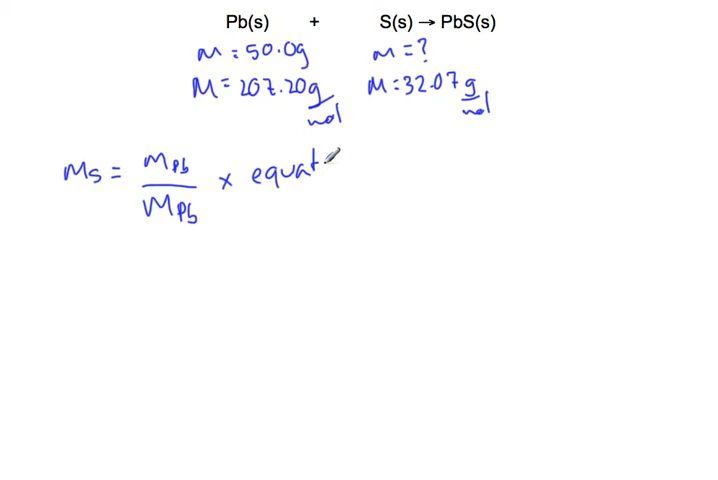 Pb(s) + S(s) → PbS(s)
m = 50.0g m = ?
M = 207.20 g/mol M = 32.07 g/mol
ms = mPb / MPb × equat